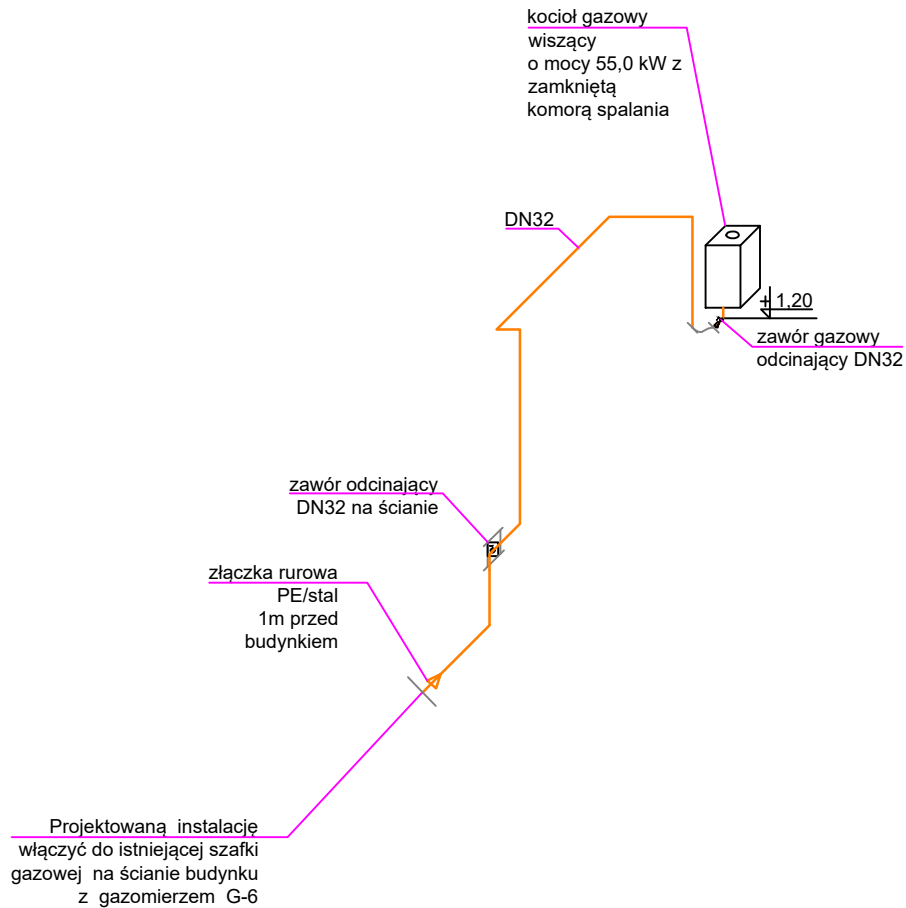 kocioł gazowy
wiszący
o mocy 55,0 kW z
zamkniętą
komorą spalania
DN32
+1,20
zawór gazowy
odcinający DN32
zawór odcinający
DN32 na ścianie
złączka rurowa
PE/stal
1m przed
budynkiem
Projektowaną instalację
włączyć do istniejącej szafki
gazowej na ścianie budynku
z gazomierzem G-6